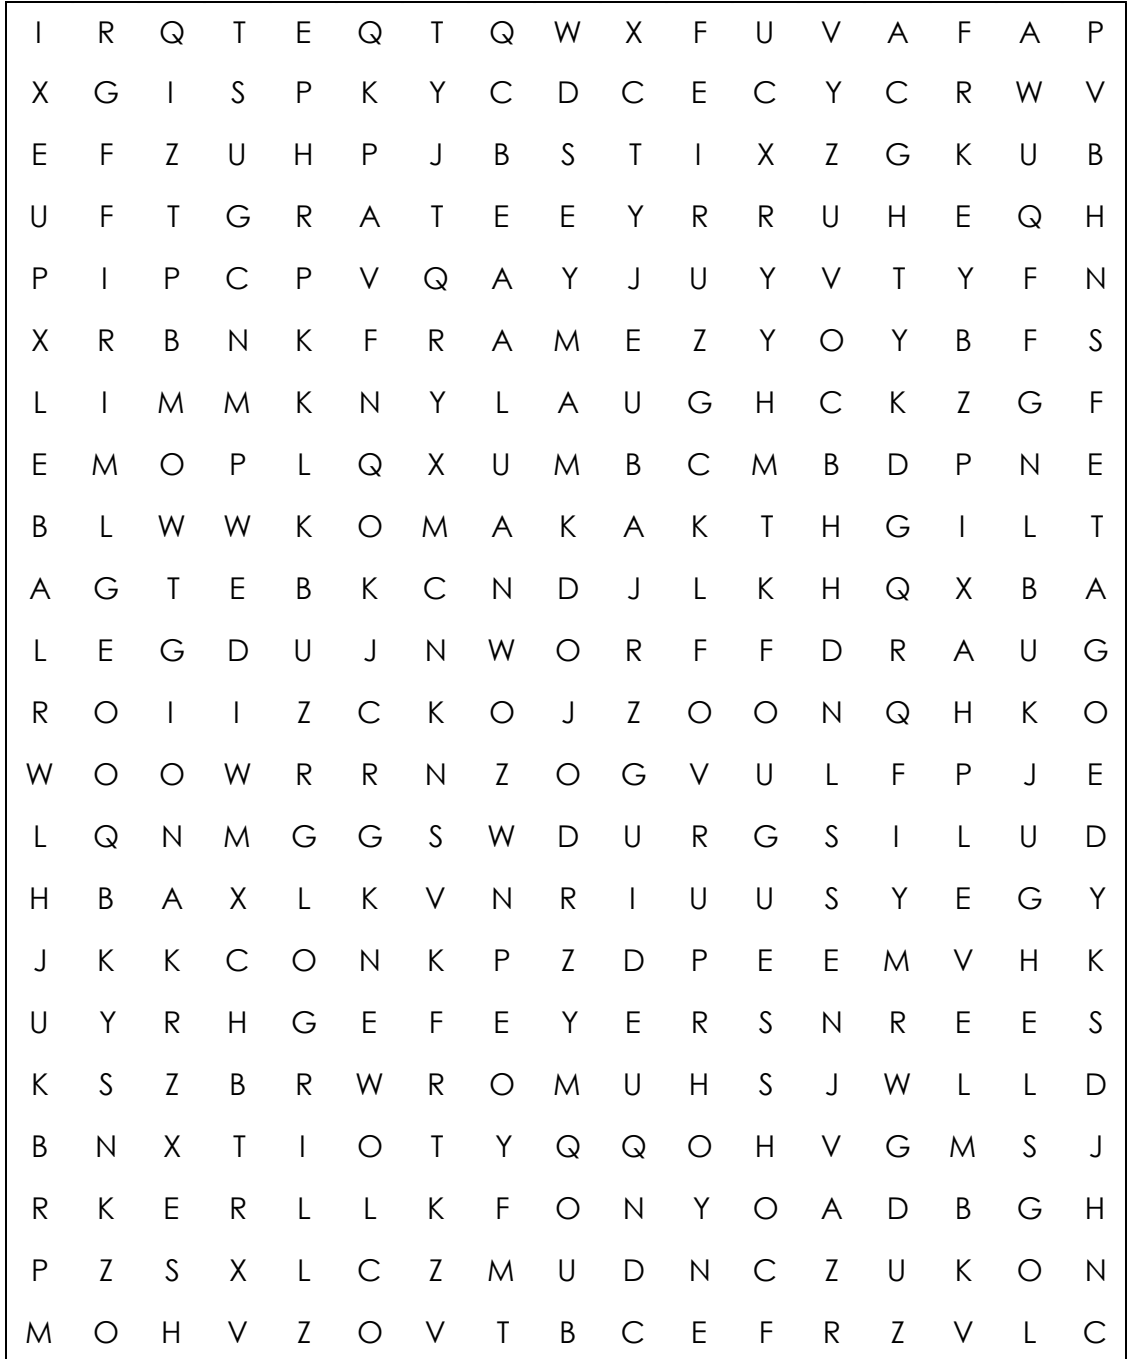 I R Q T E Q T Q W X F U V A F A P
X G I S P K Y C D C E C Y C R W V
E F Z U H P J B S T I X Z G K U B
U F T G R A T E E Y R R U H E Q H
P I P C P V Q A Y J U Y V T Y F N
X R B N K F R A M E Z Y O Y B F S
L I M M K N Y L A U G H C K Z G F
E M O P L Q X U M B C M B D P N E
B L W W K O M A K A K T H G I L T
A G T E B K C N D J L K H Q X B A
L E G D U J N W O R F F D R A U G
R O I I Z C K O J Z O O N Q H K O
W O O W R R N Z O G V U L F P J E
L Q N M G G S W D U R G S I L U D
H B A X L K V N R I U U S Y E G Y
J K K C O N K P Z D P E E M V H K
U Y R H G E F E Y E R S N R E E S
K S Z B R W R O M U H S J W L L D
B N X T I O T Y Q Q O H V G M S J
R K E R L L K F O N Y O A D B G H
P Z S X L C Z M U D N C Z U K O N
M O H V Z O V T B C E F R Z V L C